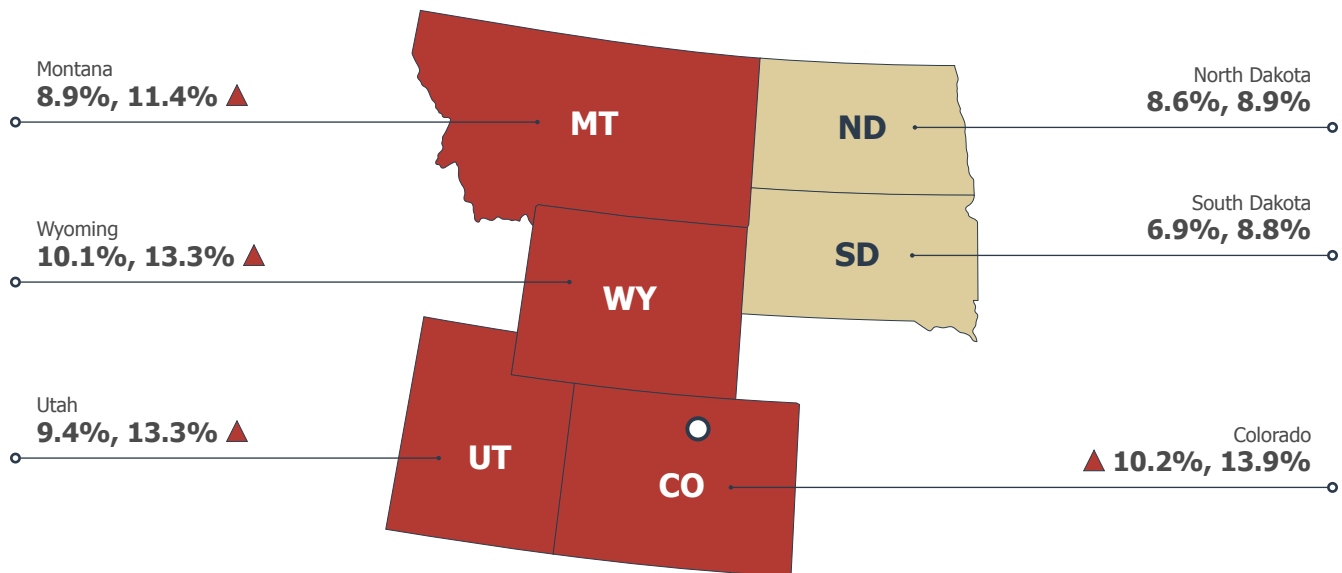 Montana
8.9%, 11.4%
North Dakota
8.6%, 8.9%
MT
ND
South Dakota
6.9%, 8.8%
Wyoming
10.1%, 13.3%
SD
WY
Utah
9.4%, 13.3%
Colorado
10.2%, 13.9%
UT
CO